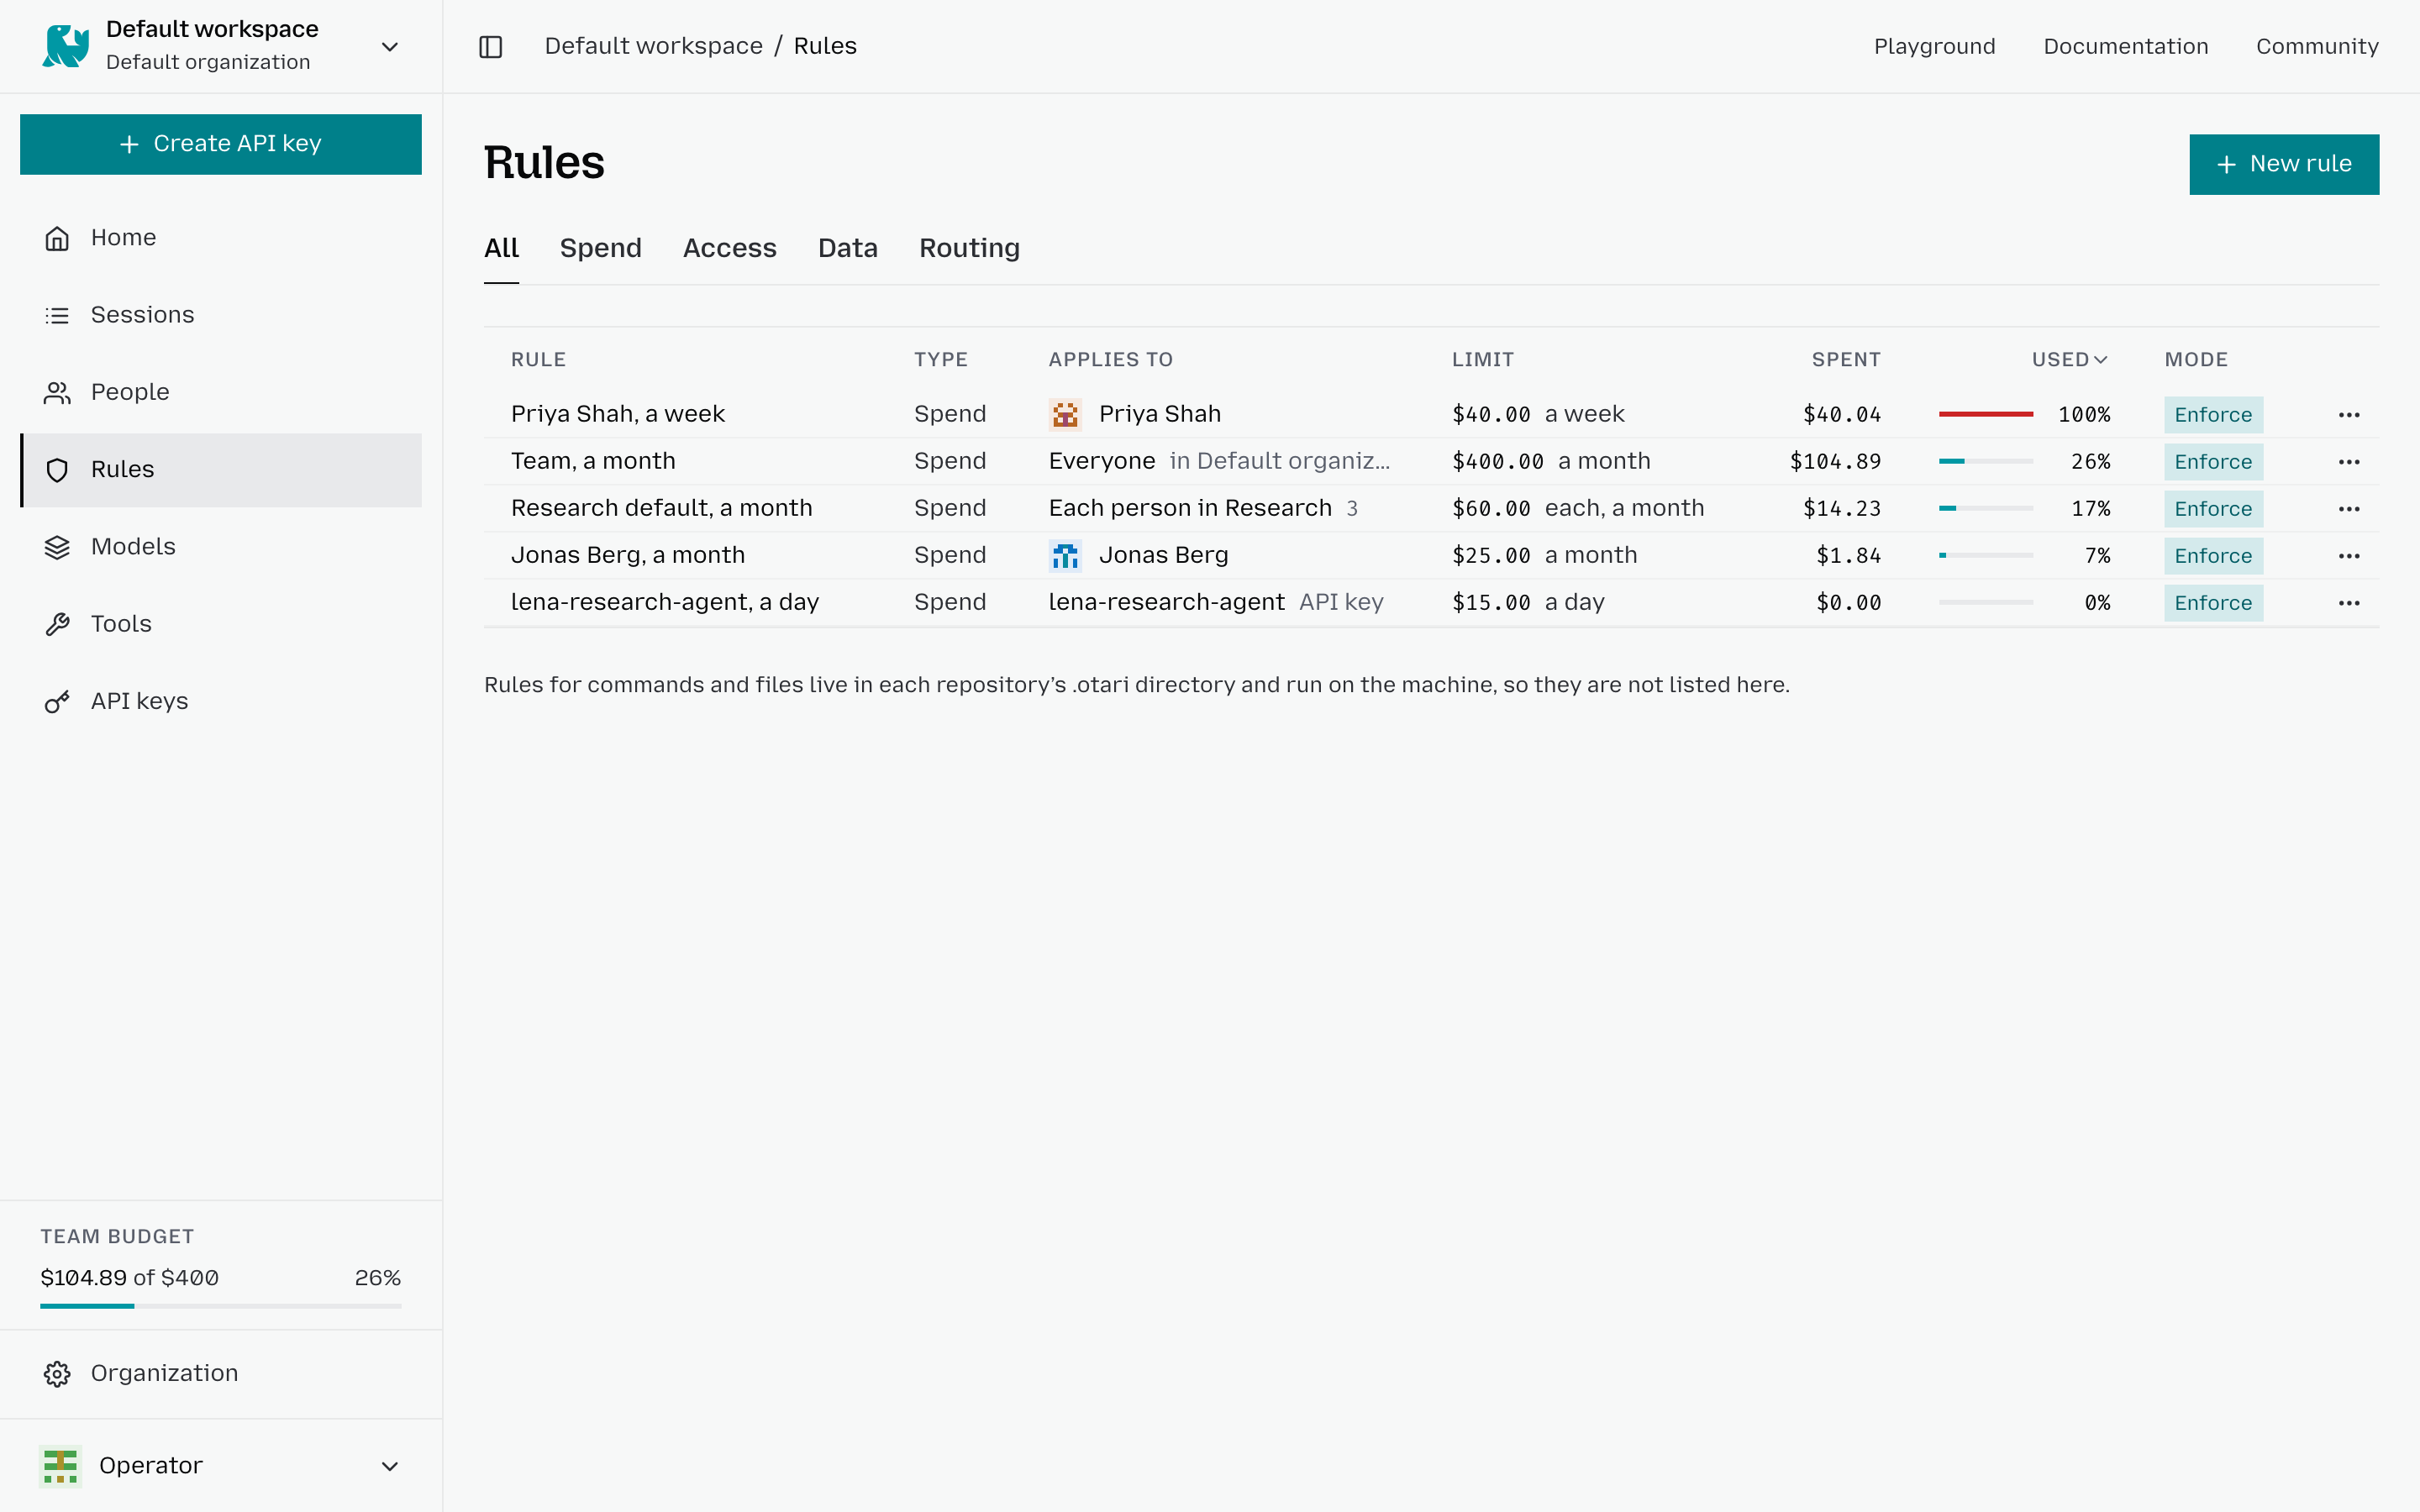 Default workspace
Default organization
Default workspace / Rules
Playground Documentation Community
+ Create API key
Home
Sessions
People
Rules
Models
Tools
API keys
TEAM BUDGET
$104.89 of $400 26%
Organization
Operator
Rules
+ New rule
All Spend Access Data Routing
RULE TYPE APPLIES TO LIMIT SPENT USED MODE
Priya Shah, a week Spend Priya Shah $40.00 a week $40.04 100% Enforce ...
Team, a month Spend Everyone in Default organiz... $400.00 a month $104.89 26% Enforce ...
Research default, a month Spend Each person in Research 3 $60.00 each, a month $14.23 17% Enforce ...
Jonas Berg, a month Spend Jonas Berg $25.00 a month $1.84 7% Enforce ...
lena-research-agent, a day Spend lena-research-agent API key $15.00 a day $0.00 0% Enforce ...
Rules for commands and files live in each repository’s .otari directory and run on the machine, so they are not listed here.